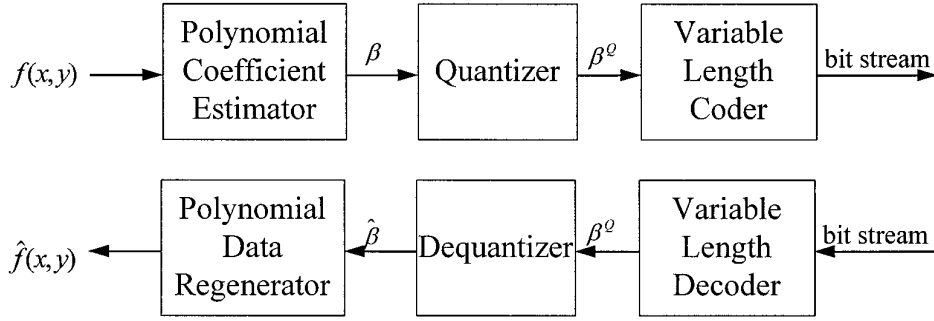 f(x,y)
Polynomial
Coefficient
Estimator
β
Quantizer
β^Q
Variable
Length
Coder
bit stream
f̂(x,y)
Polynomial
Data
Regenerator
β̂
Dequantizer
β^Q
Variable
Length
Decoder
bit stream